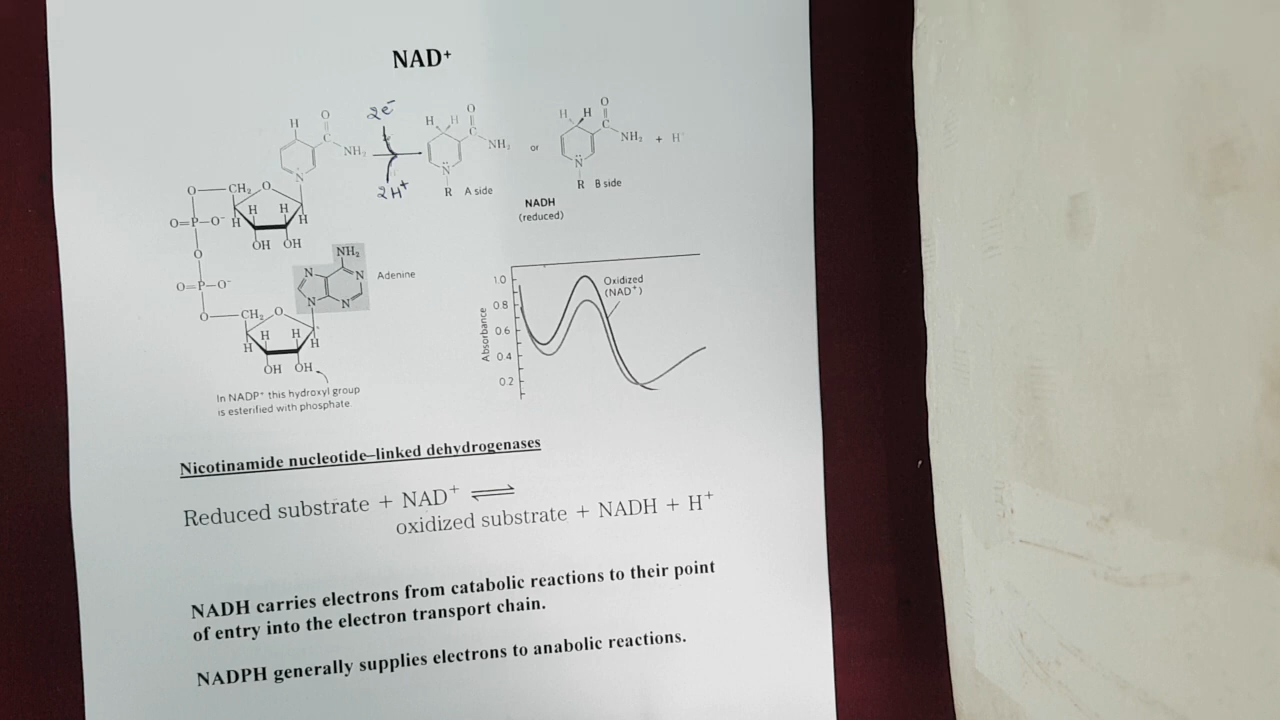 NAD⁺
H
O
C
NH₂
N
2e⁻
2H⁺
H H
O
C
NH₂
N
R A side
or
H H
O
C
NH₂ + H
N
R B side
NADH
(reduced)
O CH₂ O
O=P–O⁻ H H H H
OH OH
O
O=P–O⁻
O CH₂ O
H H H H
OH OH
NH₂
N N
N N
Adenine
In NADP⁺ this hydroxyl group
is esterified with phosphate.
Absorbance
1.0
0.8
0.6
0.4
0.2
Oxidized
(NAD⁺)
Nicotinamide nucleotide–linked dehydrogenases
Reduced substrate + NAD⁺ ⇌
oxidized substrate + NADH + H⁺
NADH carries electrons from catabolic reactions to their point
of entry into the electron transport chain.
NADPH generally supplies electrons to anabolic reactions.